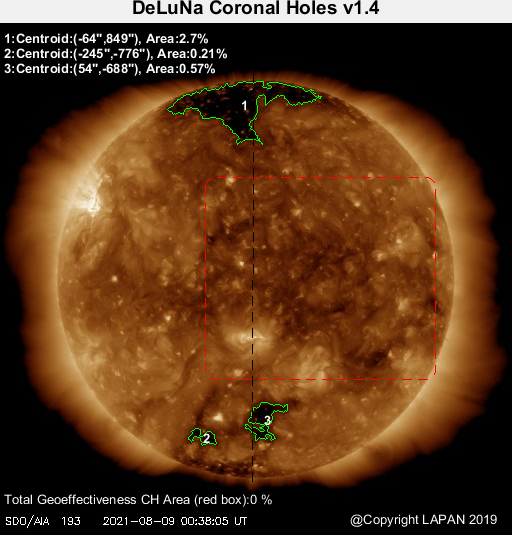 DeLuNa Coronal Holes v1.4
1:Centroid:(-64",849"), Area:2.7%
2:Centroid:(-245",-776"), Area:0.21%
3:Centroid:(54",-688"), Area:0.57%
1
3
2
Total Geoeffectiveness CH Area (red box):0 %
SDO/AIA 193 2021-08-09 00:38:05 UT
@Copyright LAPAN 2019